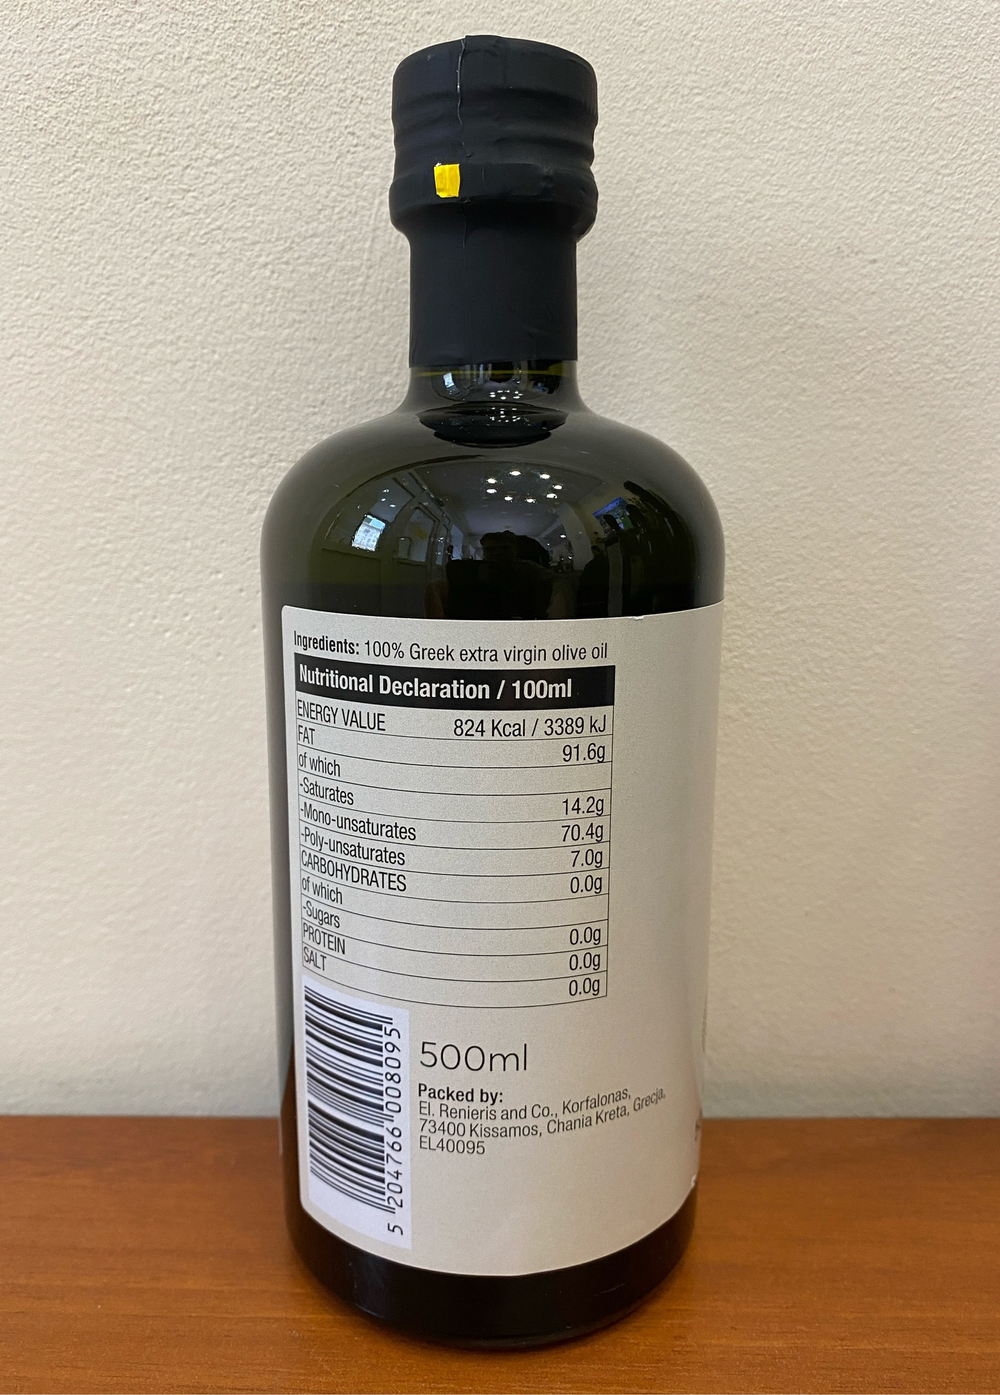 Ingredients: 100% Greek extra virgin olive oil
Nutritional Declaration / 100ml
ENERGY VALUE 824 Kcal / 3389 kJ
FAT 91.6g
of which
-Saturates 14.2g
-Mono-unsaturates 70.4g
-Poly-unsaturates 7.0g
CARBOHYDRATES 0.0g
of which
-Sugars 0.0g
PROTEIN 0.0g
SALT 0.0g
5 204766 008095
500ml
Packed by:
El. Renieris and Co., Korfalonas,
73400 Kissamos, Chania Kreta, Grecja,
EL40095